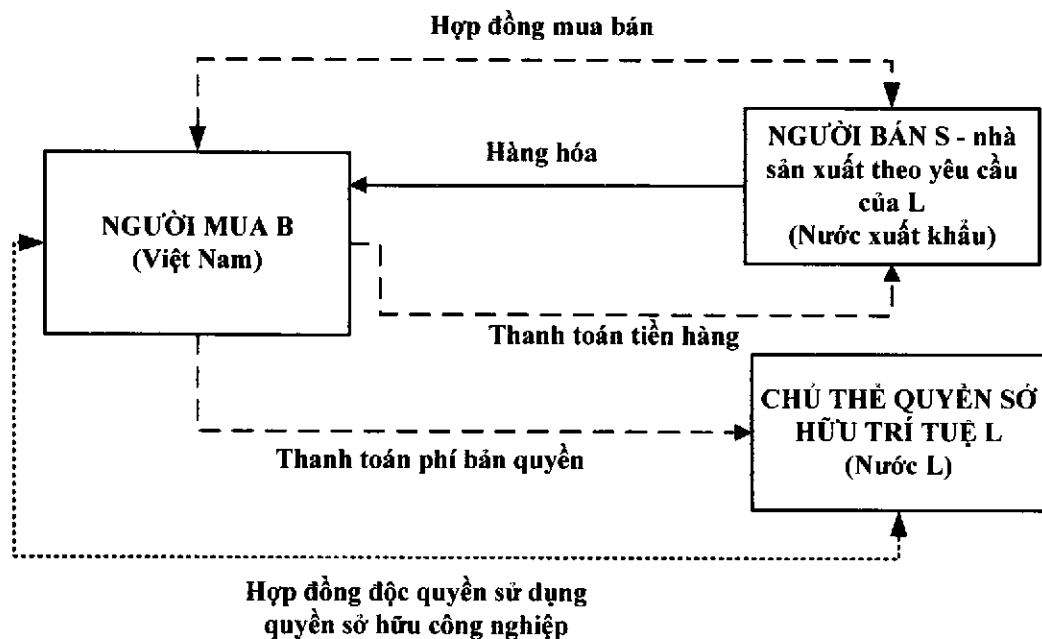 Hợp đồng mua bán
NGƯỜI BÁN S - nhà
sản xuất theo yêu cầu
của L
(Nước xuất khẩu)
Hàng hóa
NGƯỜI MUA B
(Việt Nam)
Thanh toán tiền hàng
CHỦ THỂ QUYỀN SỞ
HỮU TRÍ TUỆ L
(Nước L)
Thanh toán phí bản quyền
Hợp đồng độc quyền sử dụng
quyền sở hữu công nghiệp